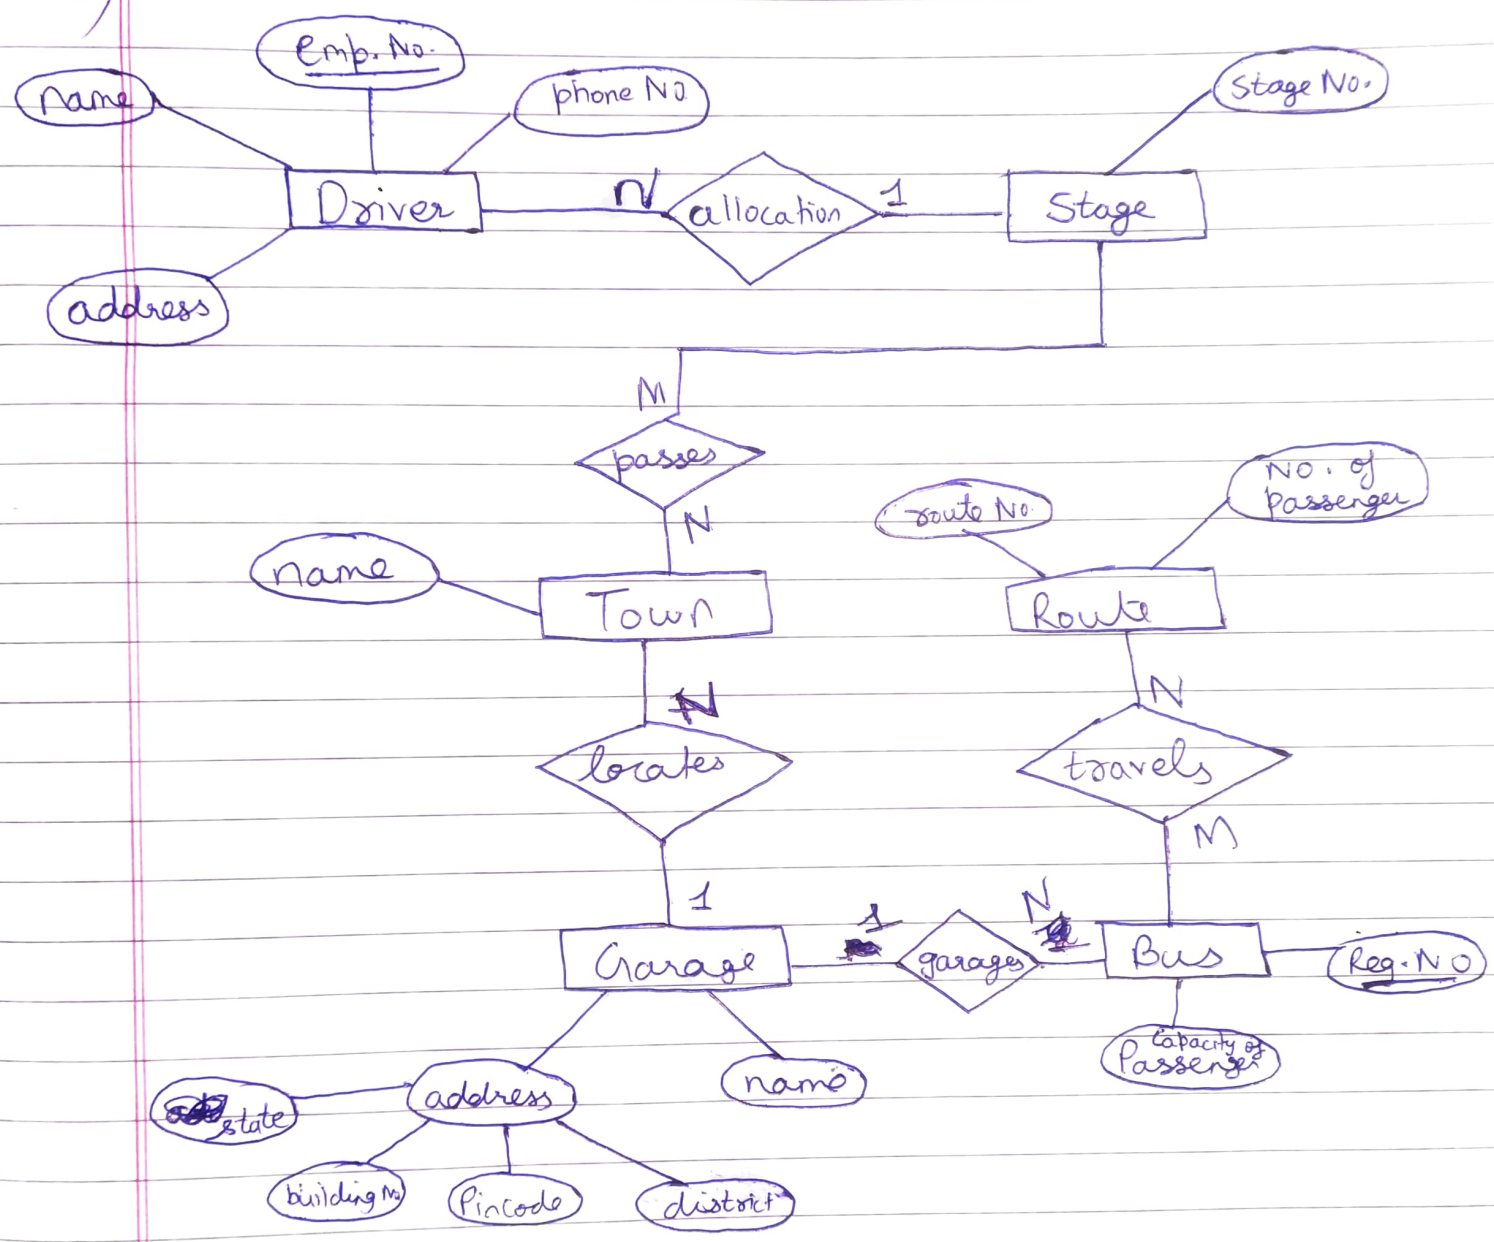 emp. No.
name
phone No
stage No.
Driver
N
allocation
1
Stage
address
M
passes
No. of
passenger
route No.
N
name
Town
Route
N
N
locates
travels
M
1
1
N
Garage
garages
Bus
Reg. NO
capacity of
Passenger
name
address
state
building No
Pincode
district